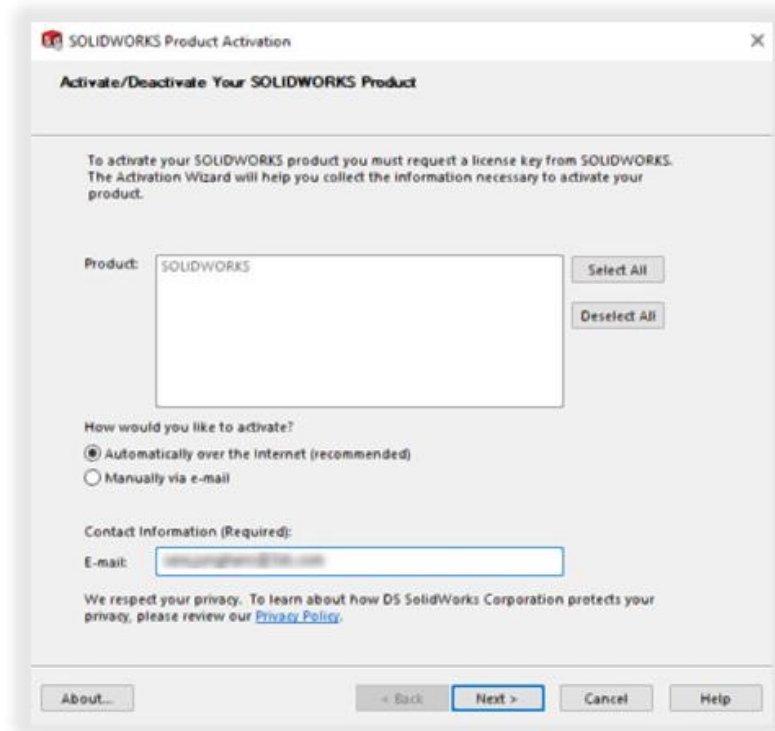 SOLIDWORKS Product Activation
Activate/Deactivate Your SOLIDWORKS Product
To activate your SOLIDWORKS product you must request a license key from SOLIDWORKS.
The Activation Wizard will help you collect the information necessary to activate your
product.
Product:
SOLIDWORKS
Select All
Deselect All
How would you like to activate?
Automatically over the Internet (recommended)
Manually via e-mail
Contact Information (Required):
E-mail:
We respect your privacy. To learn about how DS SolidWorks Corporation protects your
privacy, please review our Privacy Policy.
About...
< Back
Next >
Cancel
Help